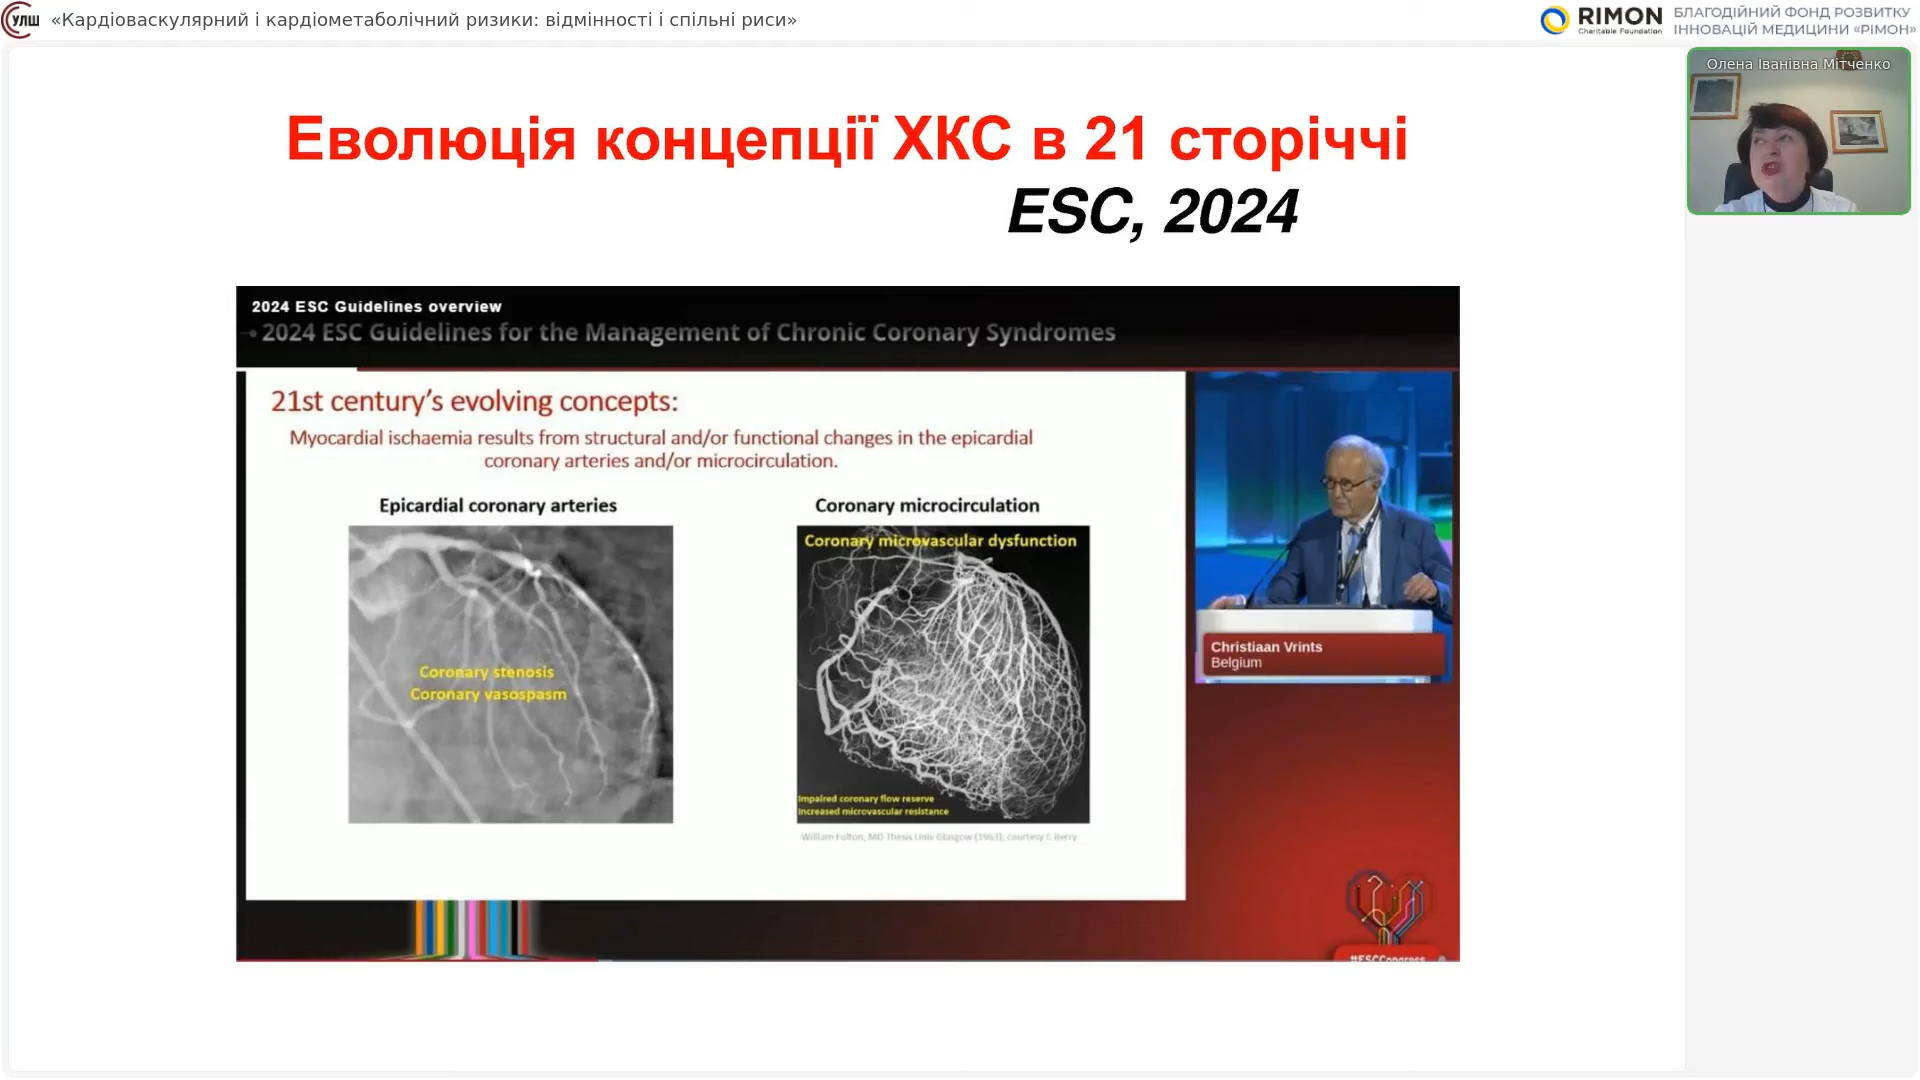 УЛШ
«Кардіоваскулярний і кардіометаболічний ризики: відмінності і спільні риси»
RIMON
Charitable Foundation
БЛАГОДІЙНИЙ ФОНД РОЗВИТКУ
ІННОВАЦІЙ МЕДИЦИНИ «РІМОН»
Олена Іванівна Мітченко
Еволюція концепції ХКС в 21 сторіччі
ESC, 2024
2024 ESC Guidelines overview
2024 ESC Guidelines for the Management of Chronic Coronary Syndromes
21st century's evolving concepts:
Myocardial ischaemia results from structural and/or functional changes in the epicardial
coronary arteries and/or microcirculation.
Epicardial coronary arteries
Coronary stenosis
Coronary vasospasm
Coronary microcirculation
Coronary microvascular dysfunction
Impaired coronary flow reserve
Increased microvascular resistance
William Fulton, MD Thesis Univ Glasgow (1963); courtesy C Berry
Christiaan Vrints
Belgium
#ESCCongress